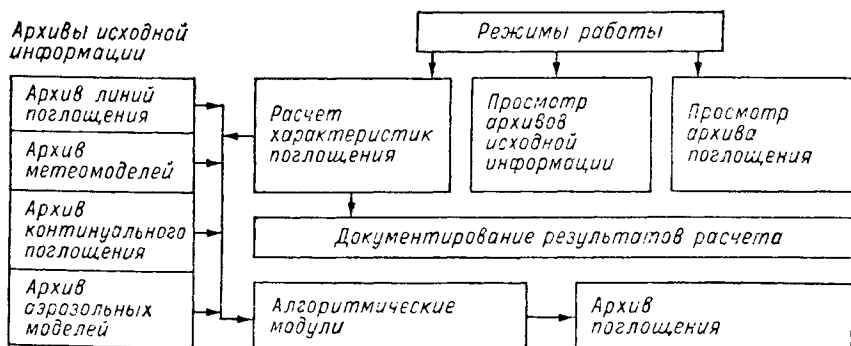 Архивы исходной
информации
Архив линий
поглощения
Архив
метеомоделей
Архив
континуального
поглощения
Архив
аэрозольных
моделей
Режимы работы
Расчет
характеристик
поглощения
Просмотр
архивов
исходной
информации
Просмотр
архива
поглощения
Документирование результатов расчета
Алгоритмические
модули
Архив
поглощения